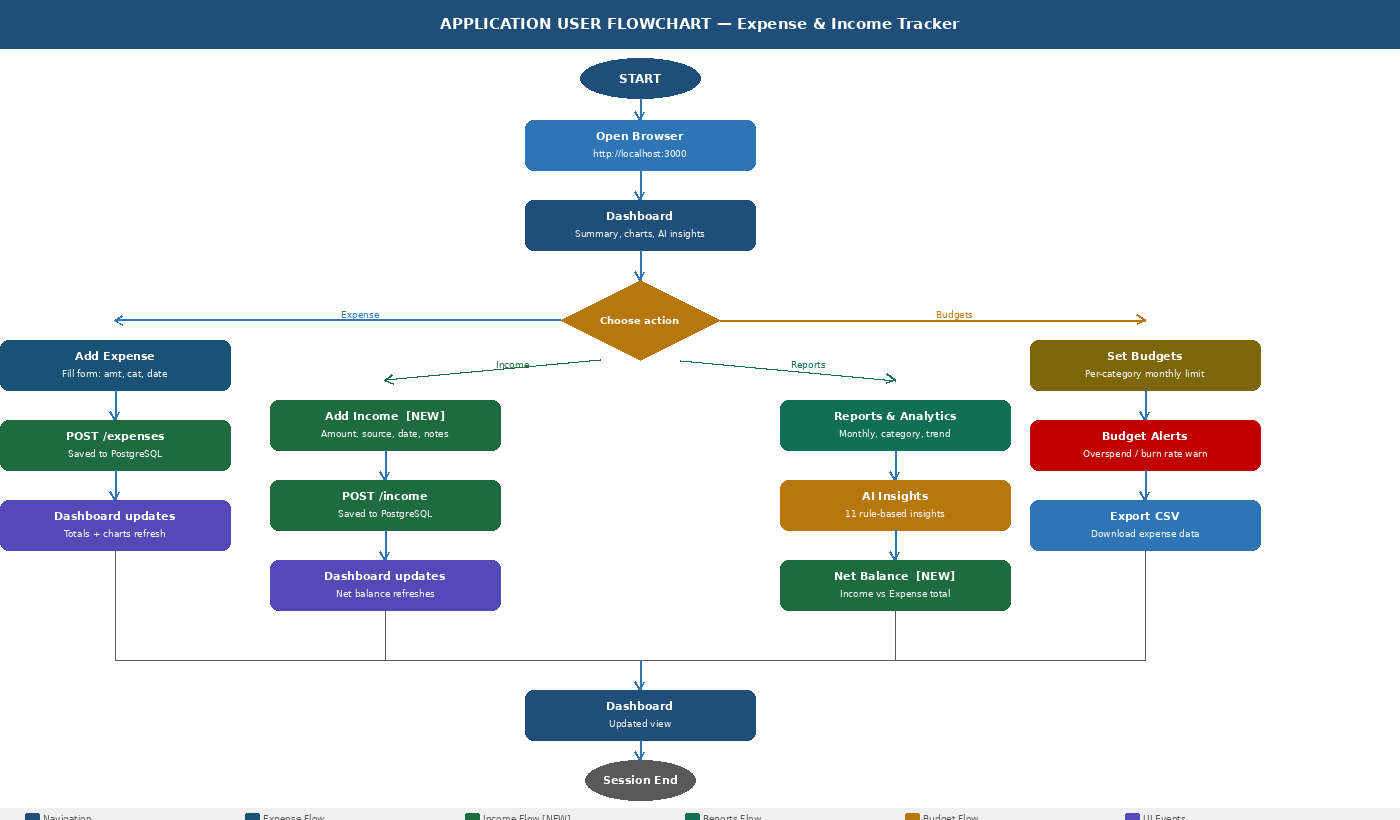 APPLICATION USER FLOWCHART — Expense & Income Tracker
START
Open Browser
http://localhost:3000
Dashboard
Summary, charts, AI insights
Choose action
Expense
Budgets
Income
Reports
Add Expense
Fill form: amt, cat, date
POST /expenses
Saved to PostgreSQL
Dashboard updates
Totals + charts refresh
Add Income [NEW]
Amount, source, date, notes
POST /income
Saved to PostgreSQL
Dashboard updates
Net balance refreshes
Reports & Analytics
Monthly, category, trend
AI Insights
11 rule-based insights
Net Balance [NEW]
Income vs Expense total
Set Budgets
Per-category monthly limit
Budget Alerts
Overspend / burn rate warn
Export CSV
Download expense data
Dashboard
Updated view
Session End
Navigation
Expense Flow
Income Flow [NEW]
Reports Flow
Budget Flow
UI Events